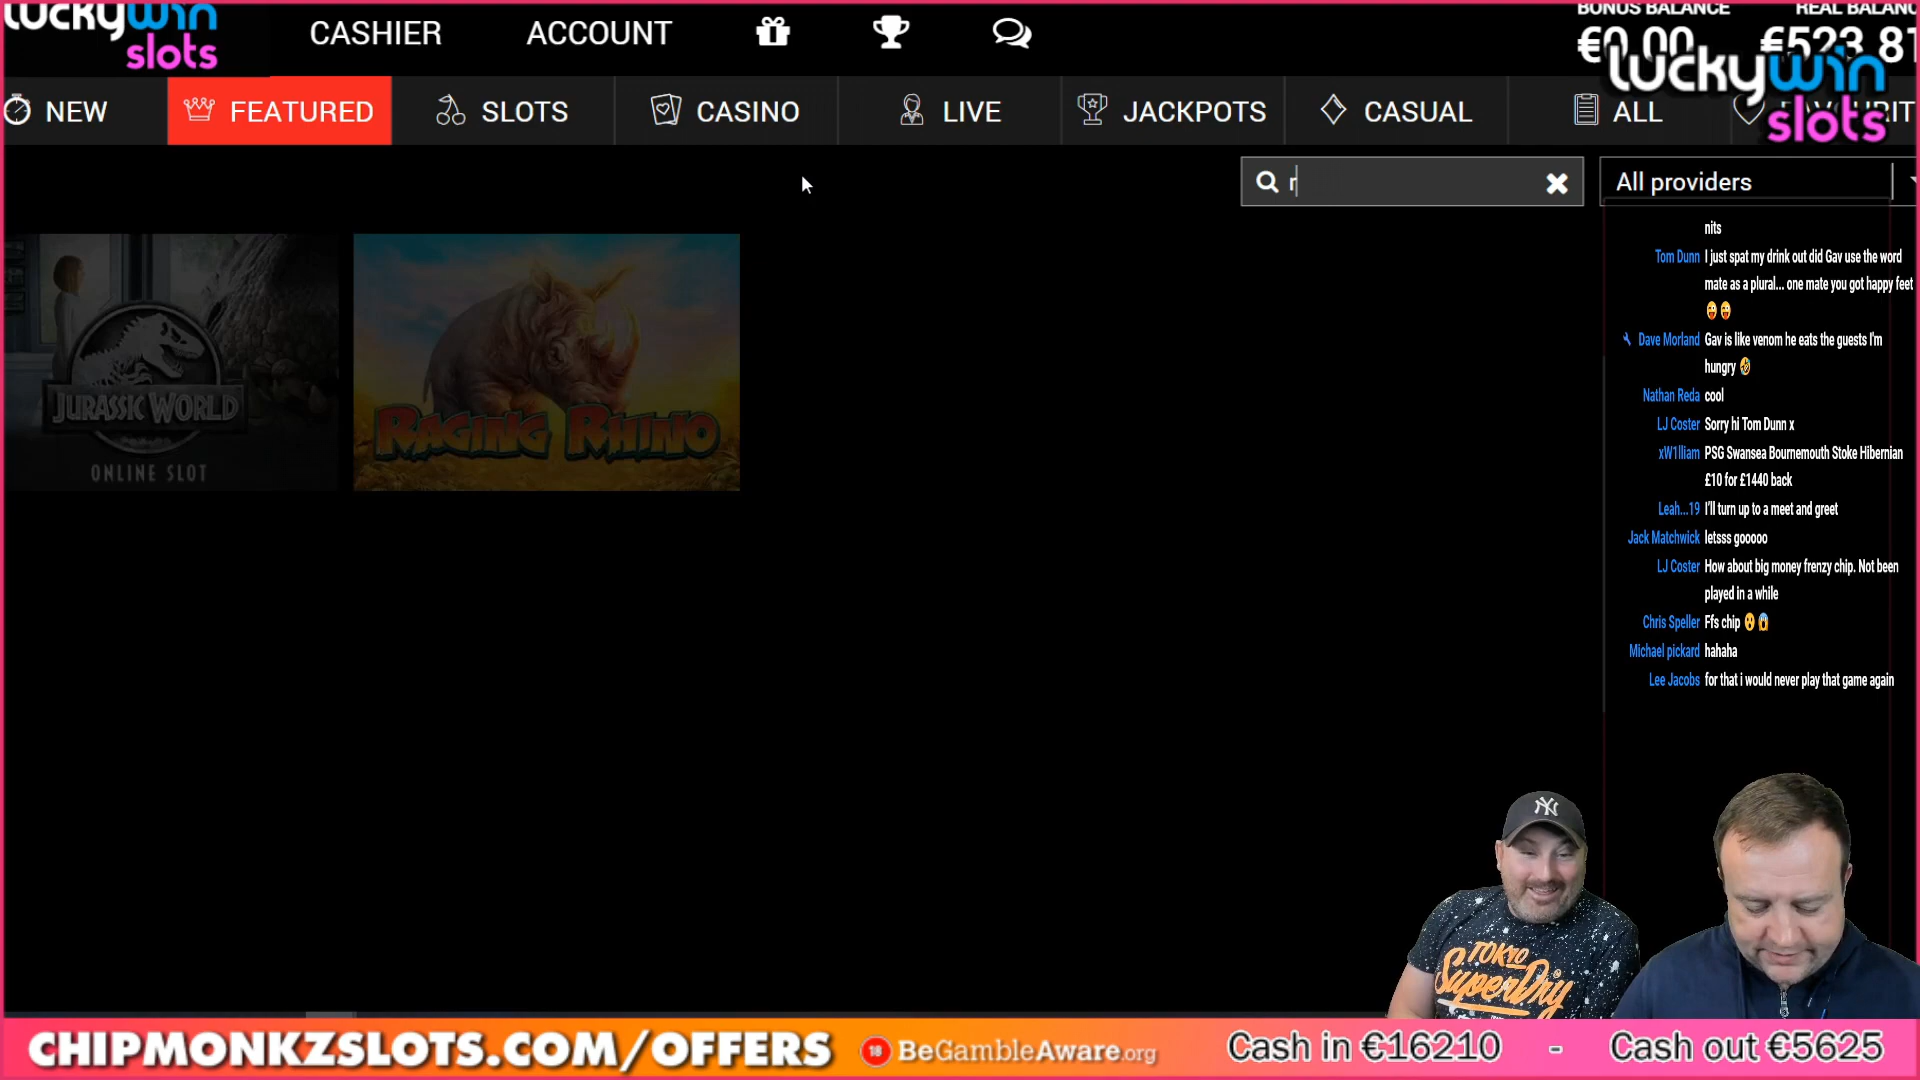 luckywin
slots
CASHIER
ACCOUNT
BONUS BALANCE
€0.00
REAL BALANC
€523.81
luckywin
slots
NEW
FEATURED
SLOTS
CASINO
LIVE
JACKPOTS
CASUAL
ALL
r
All providers
JURASSIC WORLD
ONLINE SLOT
RAGING RHINO
nits
Tom Dunn I just spat my drink out did Gav use the word
mate as a plural... one mate you got happy feet
😜😜
Dave Morland Gav is like venom he eats the guests I'm
hungry 🤣
Nathan Reda cool
LJ Coster Sorry hi Tom Dunn x
xW1lliam PSG Swansea Bournemouth Stoke Hibernian
£10 for £1440 back
Leah...19 I'll turn up to a meet and greet
Jack Matchwick letsss gooooo
LJ Coster How about big money frenzy chip. Not been
played in a while
Chris Speller Ffs chip 😮😱
Michael pickard hahaha
Lee Jacobs for that i would never play that game again
NY
TOKYO
SuperDry
CHIPMONKZSLOTS.COM/OFFERS
18 BeGambleAware.org
Cash in €16210 - Cash out €5625